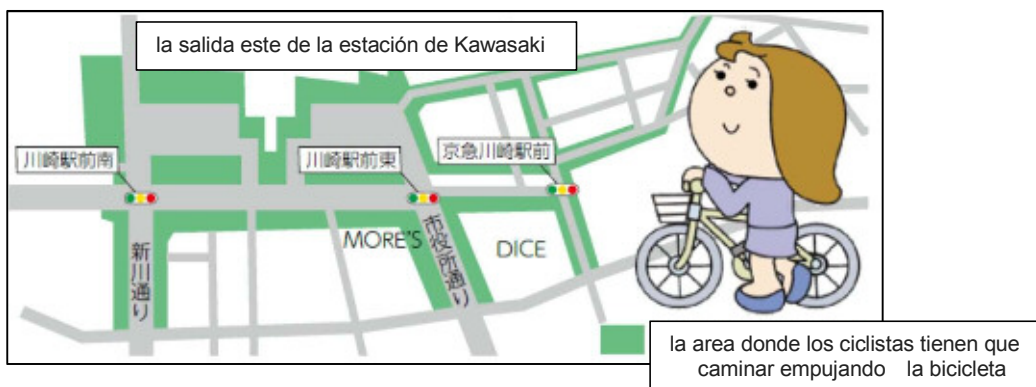 la salida este de la estación de Kawasaki
川崎駅前南
川崎駅前東
京急川崎駅前
新川通り
MORE'S
市役所通り
DICE
la area donde los ciclistas tienen que
caminar empujando la bicicleta